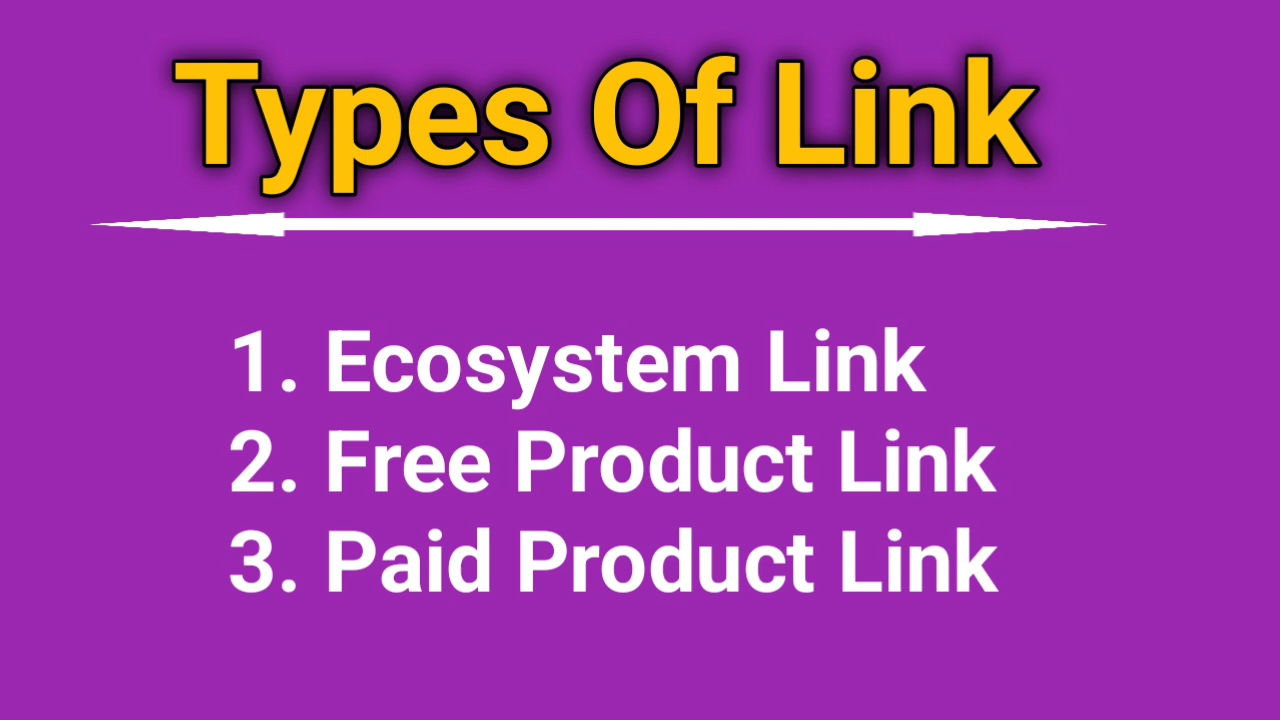 Types Of Link
1. Ecosystem Link
2. Free Product Link
3. Paid Product Link